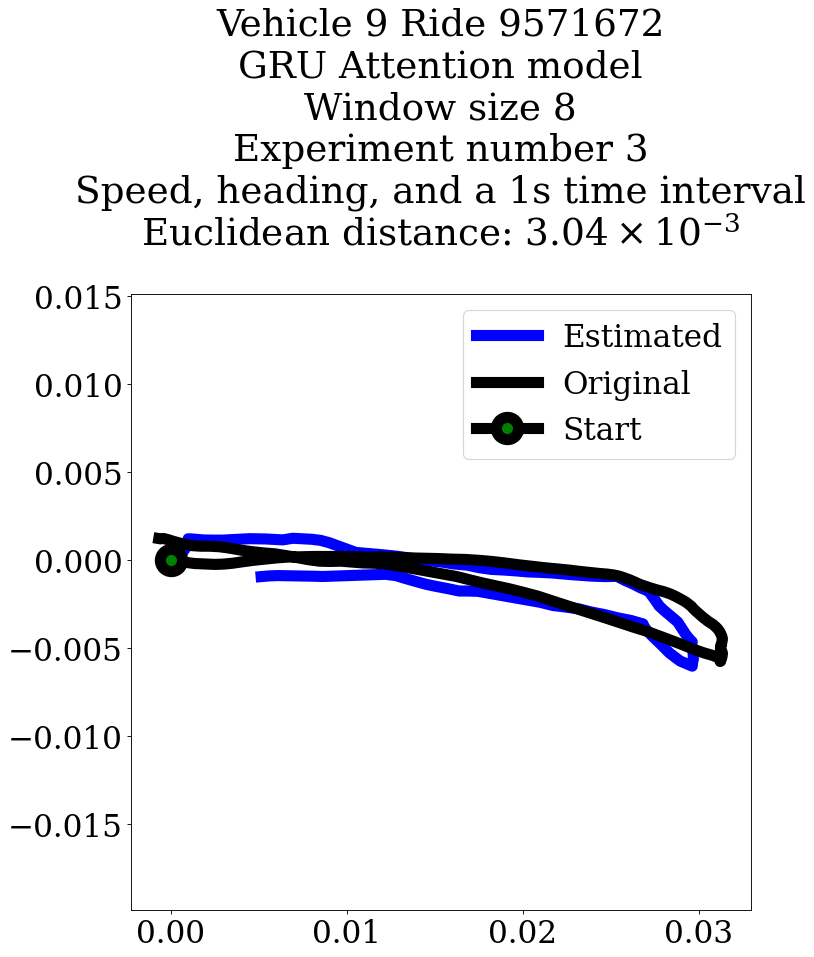 Vehicle 9 Ride 9571672
GRU Attention model
Window size 8
Experiment number 3
Speed, heading, and a 1s time interval
Euclidean distance: 3.04 × 10⁻³
0.015
0.010
0.005
0.000
−0.005
−0.010
−0.015
Estimated
Original
Start
0.00 0.01 0.02 0.03